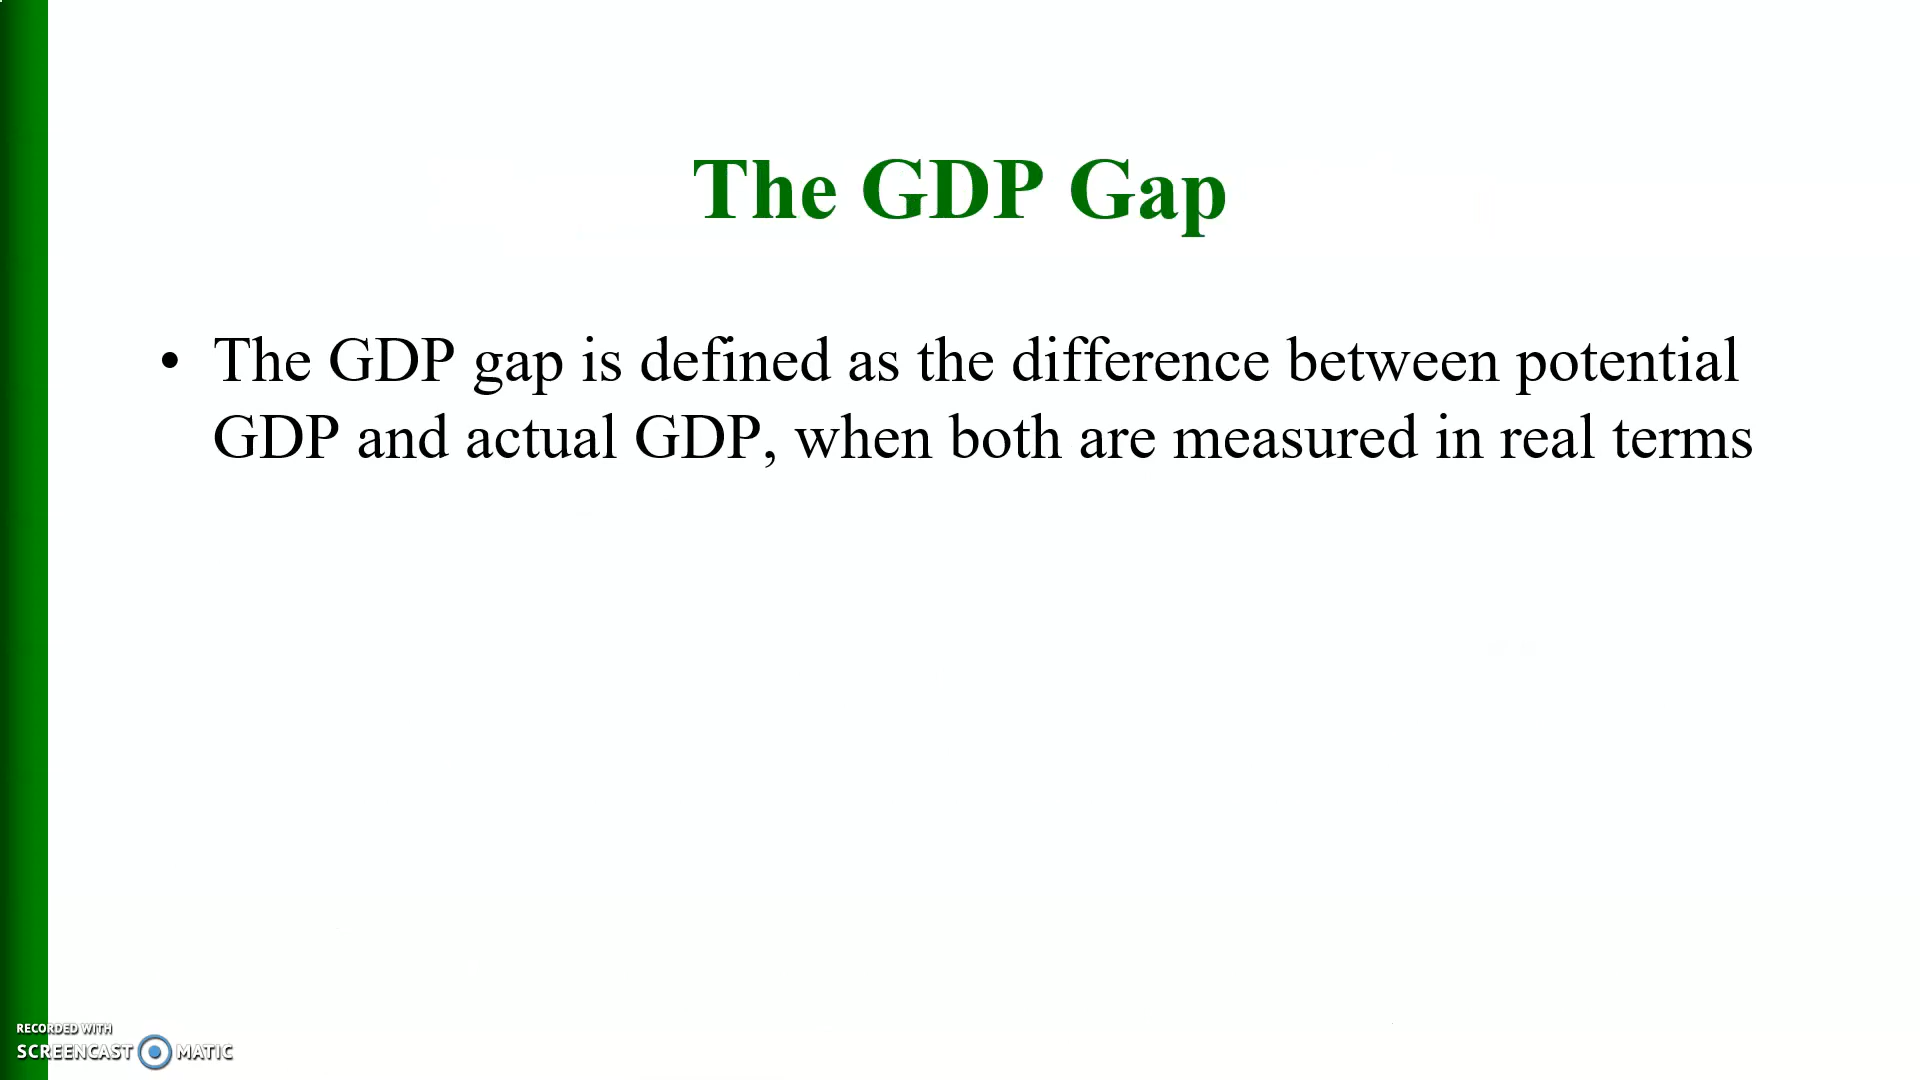 The GDP Gap
• The GDP gap is defined as the difference between potential
GDP and actual GDP, when both are measured in real terms
RECORDED WITH
SCREENCAST MATIC